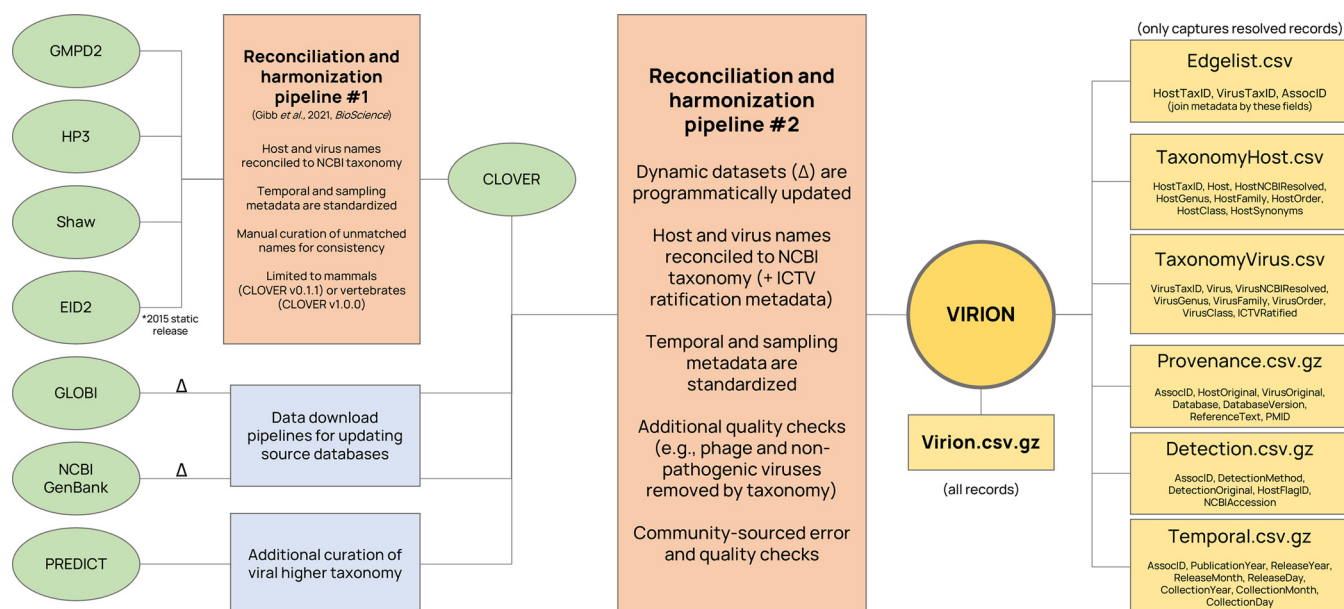 GMPD2
HP3
Shaw
EID2
*2015 static
release
GLOBI
Δ
NCBI
GenBank
Δ
PREDICT
Reconciliation and
harmonization
pipeline #1
(Gibb et al., 2021, BioScience)
Host and virus names
reconciled to NCBI taxonomy
Temporal and sampling
metadata are standardized
Manual curation of unmatched
names for consistency
Limited to mammals
(CLOVER v0.1.1) or vertebrates
(CLOVER v1.0.0)
Data download
pipelines for updating
source databases
Additional curation of
viral higher taxonomy
CLOVER
Reconciliation and
harmonization
pipeline #2
Dynamic datasets (Δ) are
programmatically updated
Host and virus names
reconciled to NCBI
taxonomy (+ ICTV
ratification metadata)
Temporal and sampling
metadata are
standardized
Additional quality checks
(e.g., phage and non-
pathogenic viruses
removed by taxonomy)
Community-sourced error
and quality checks
VIRION
Virion.csv.gz
(all records)
(only captures resolved records)
Edgelist.csv
HostTaxID, VirusTaxID, AssocID
(join metadata by these fields)
TaxonomyHost.csv
HostTaxID, Host, HostNCBIResolved,
HostGenus, HostFamily, HostOrder,
HostClass, HostSynonyms
TaxonomyVirus.csv
VirusTaxID, Virus, VirusNCBIResolved,
VirusGenus, VirusFamily, VirusOrder,
VirusClass, ICTVRatified
Provenance.csv.gz
AssocID, HostOriginal, VirusOriginal,
Database, DatabaseVersion,
ReferenceText, PMID
Detection.csv.gz
AssocID, DetectionMethod,
DetectionOriginal, HostFlagID,
NCBIAccession
Temporal.csv.gz
AssocID, PublicationYear, ReleaseYear,
ReleaseMonth, ReleaseDay,
CollectionYear, CollectionMonth,
CollectionDay